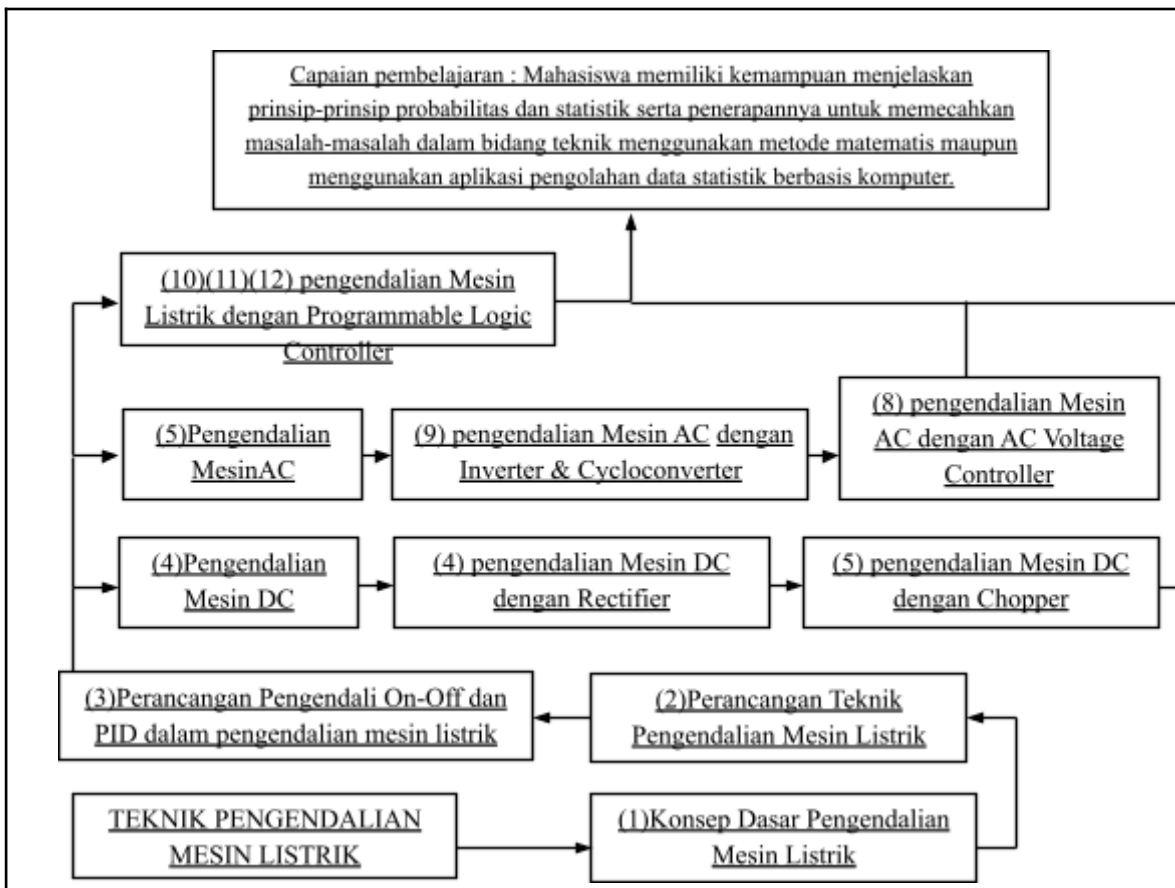 Capaian pembelajaran : Mahasiswa memiliki kemampuan menjelaskan
prinsip-prinsip probabilitas dan statistik serta penerapannya untuk memecahkan
masalah-masalah dalam bidang teknik menggunakan metode matematis maupun
menggunakan aplikasi pengolahan data statistik berbasis komputer.
(10)(11)(12) pengendalian Mesin
Listrik dengan Programmable Logic
Controller
(5)Pengendalian
MesinAC
(9) pengendalian Mesin AC dengan
Inverter & Cycloconverter
(8) pengendalian Mesin
AC dengan AC Voltage
Controller
(4)Pengendalian
Mesin DC
(4) pengendalian Mesin DC
dengan Rectifier
(5) pengendalian Mesin DC
dengan Chopper
(3)Perancangan Pengendali On-Off dan
PID dalam pengendalian mesin listrik
(2)Perancangan Teknik
Pengendalian Mesin Listrik
TEKNIK PENGENDALIAN
MESIN LISTRIK
(1)Konsep Dasar Pengendalian
Mesin Listrik